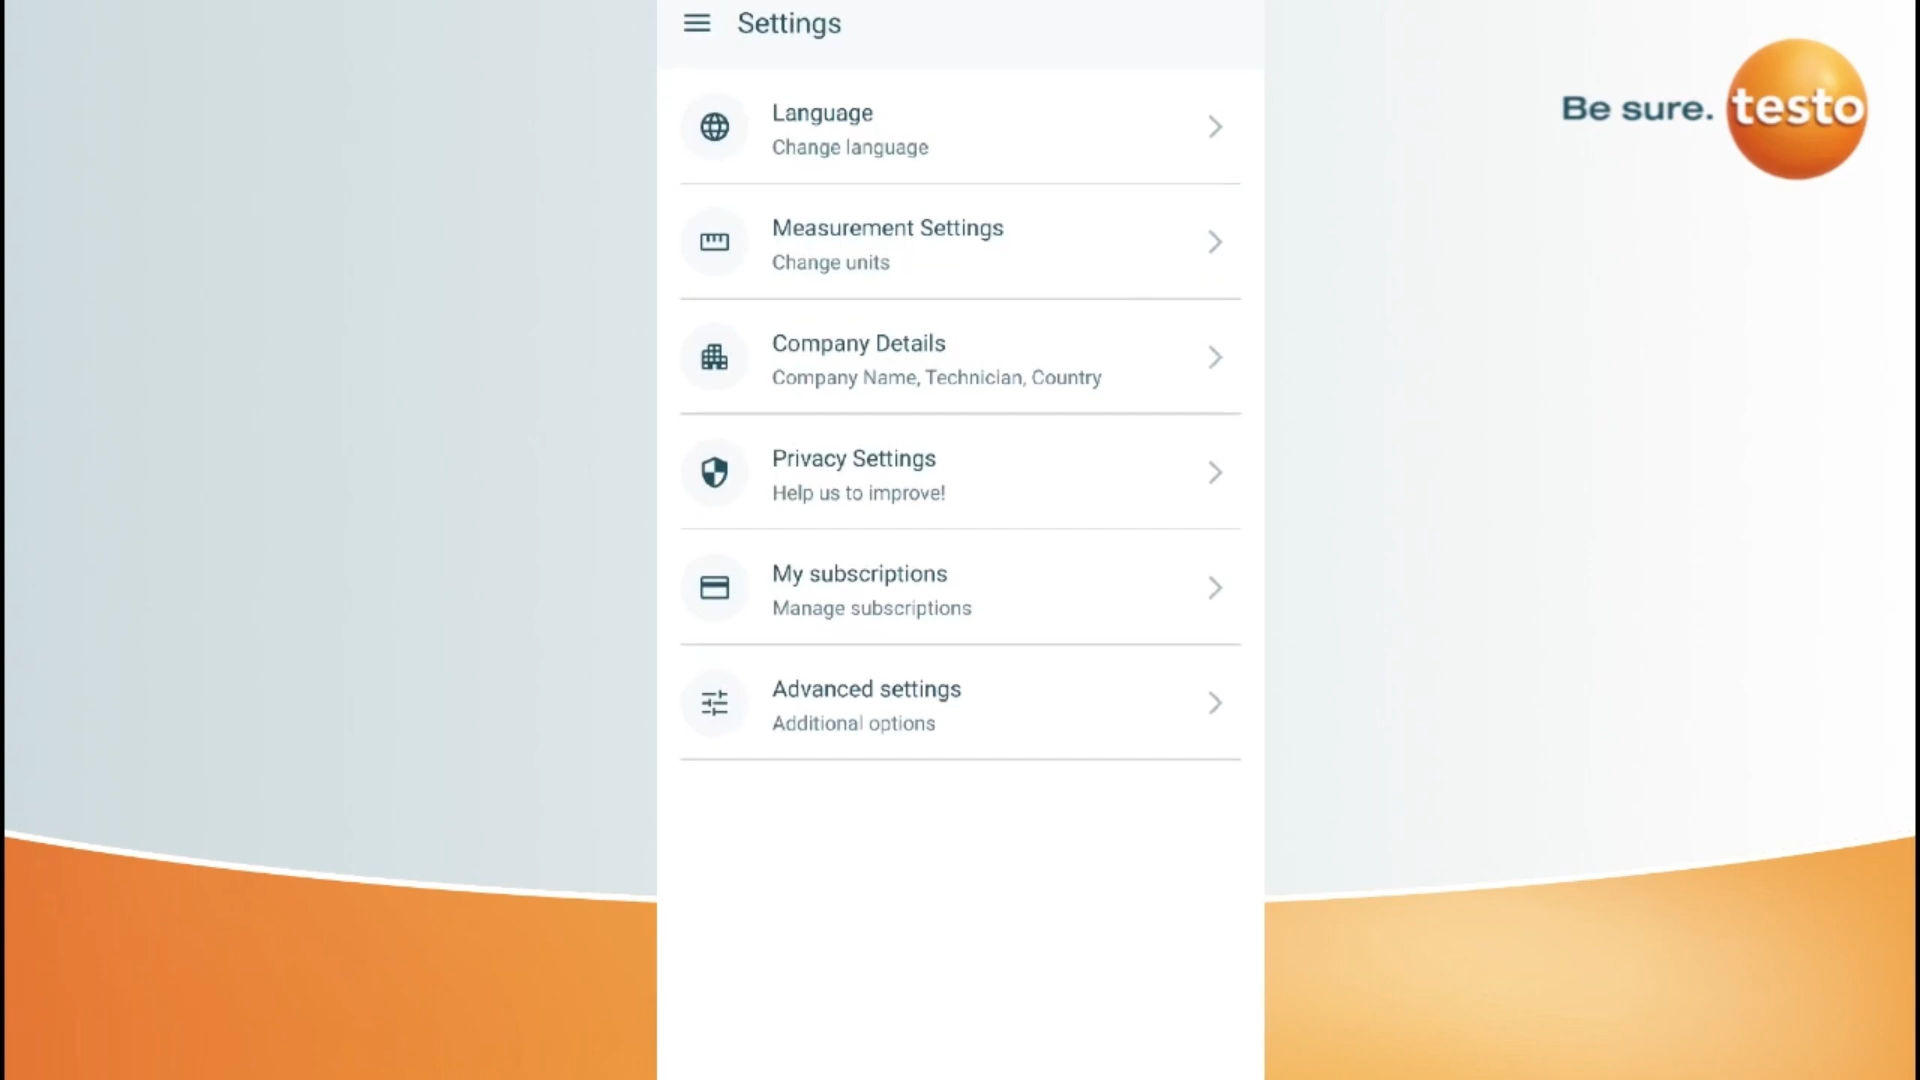 Settings
Be sure. testo
Language
Change language
Measurement Settings
Change units
Company Details
Company Name, Technician, Country
Privacy Settings
Help us to improve!
My subscriptions
Manage subscriptions
Advanced settings
Additional options